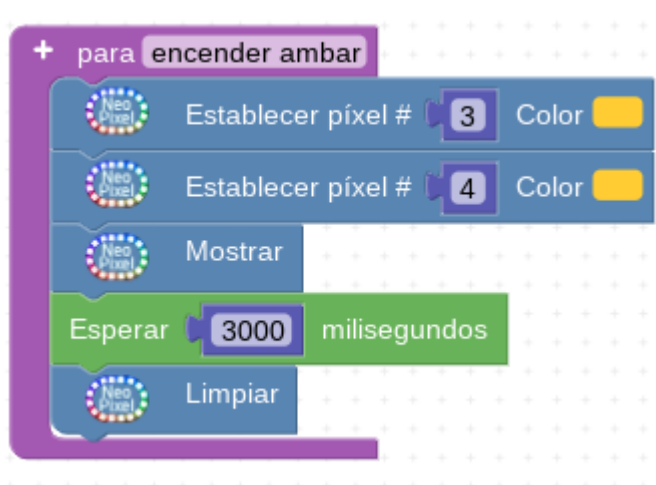 + para encender ambar
Neo Pixel Establecer píxel # 3 Color
Neo Pixel Establecer píxel # 4 Color
Neo Pixel Mostrar
Esperar 3000 milisegundos
Neo Pixel Limpiar